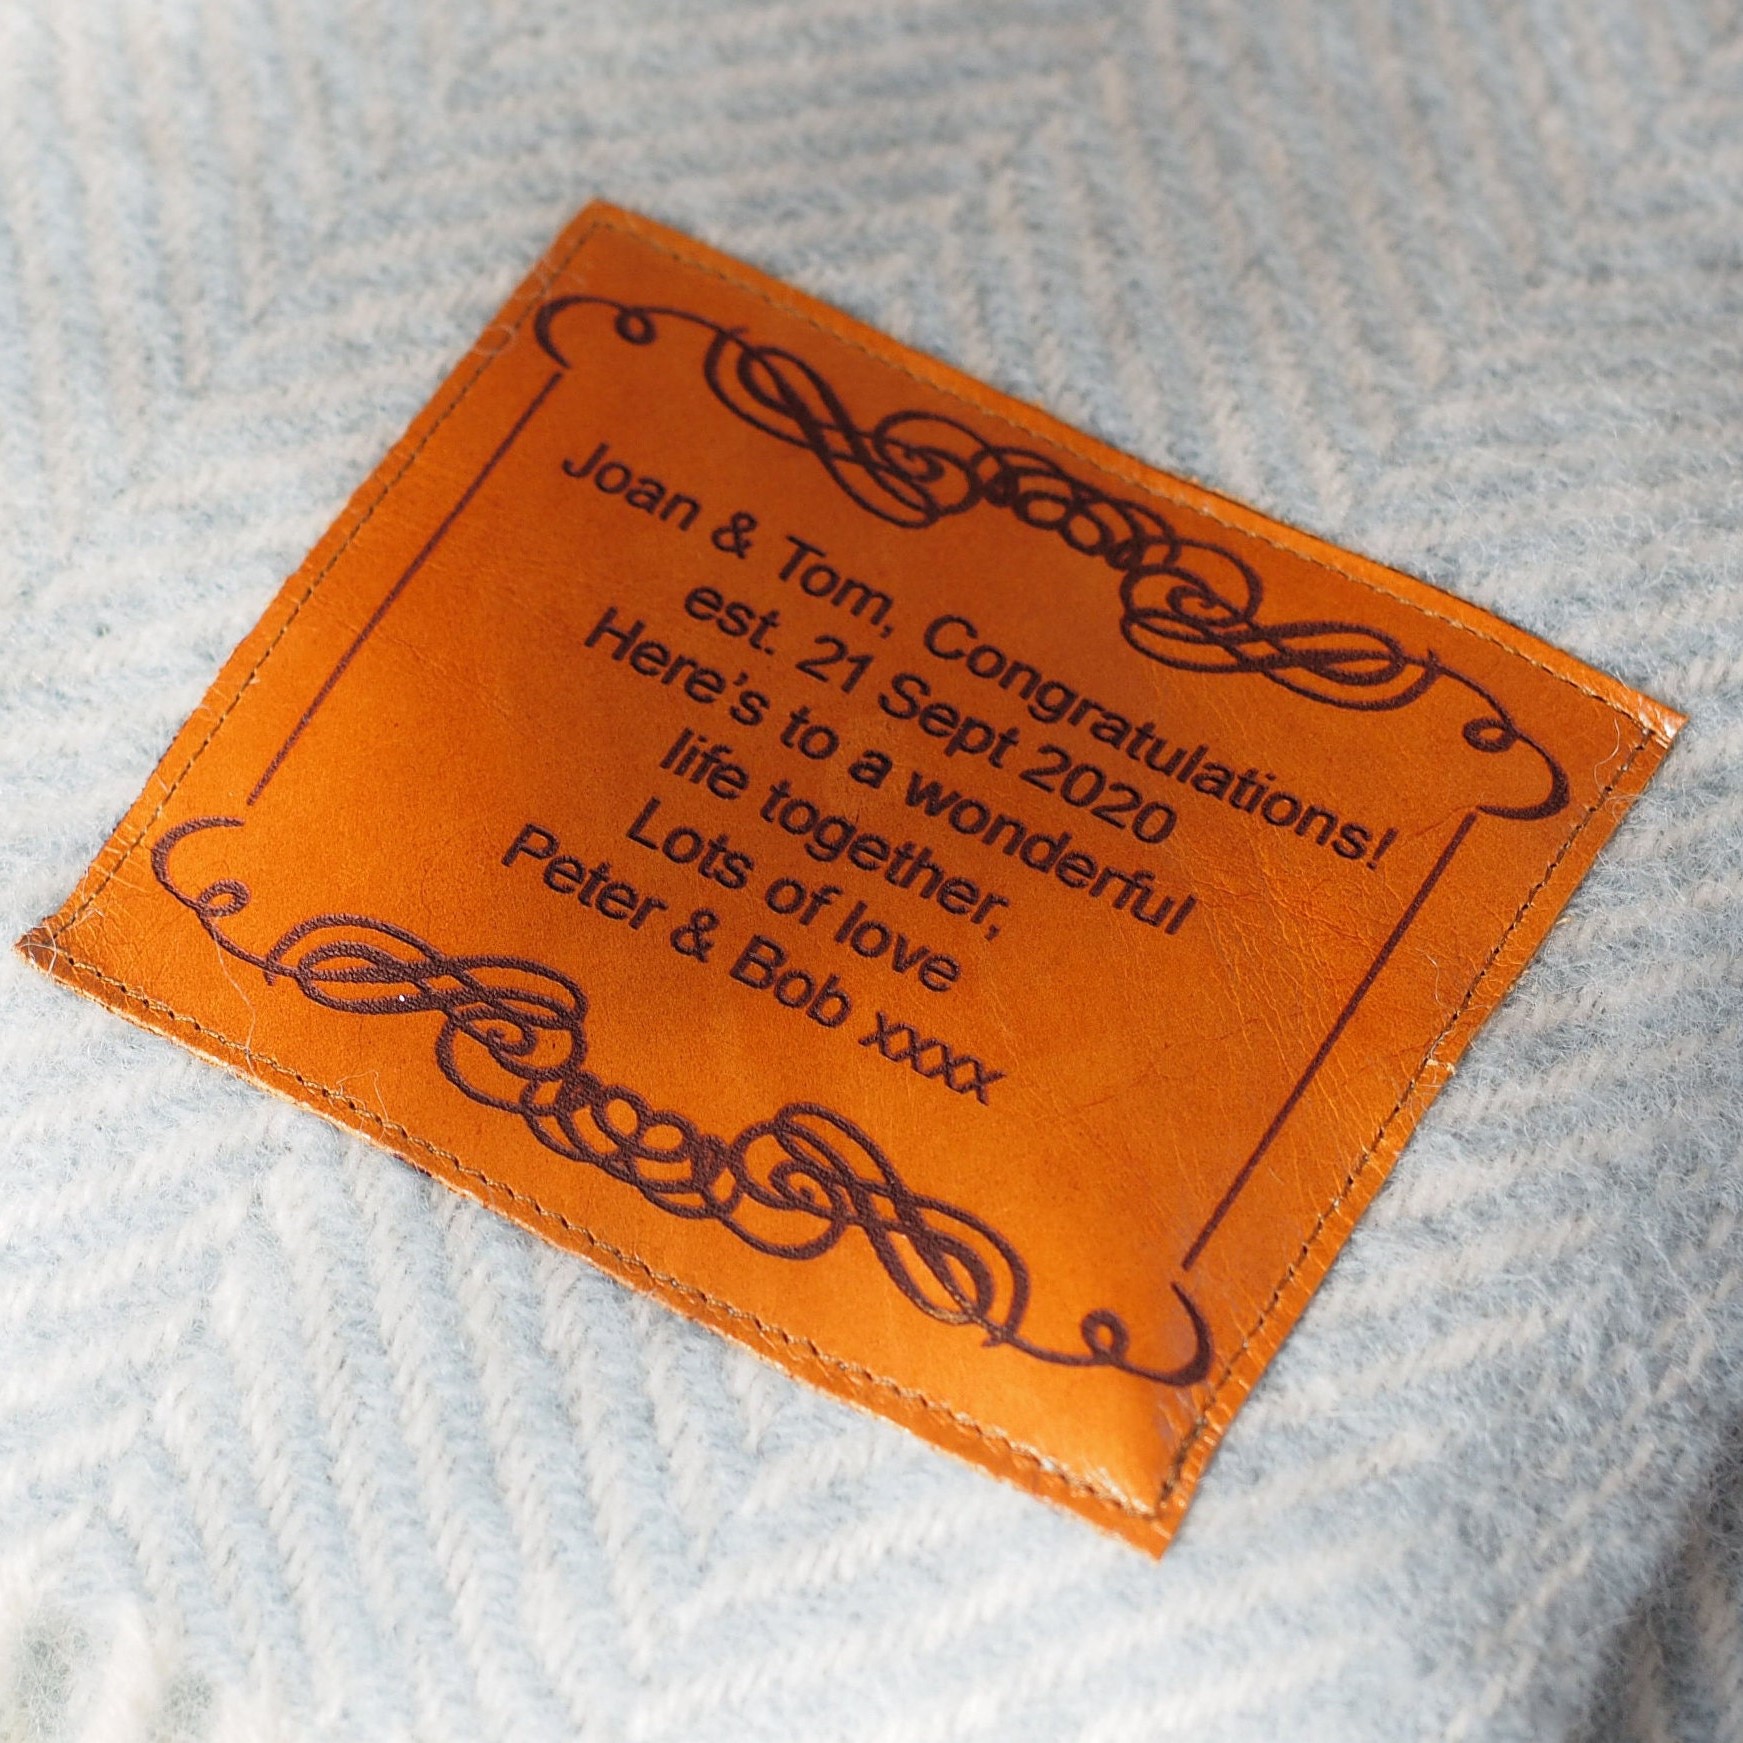 Joan & Tom, Congratulations!
est. 21 Sept 2020
Here's to a wonderful
life together,
Lots of love
Peter & Bob xxxx